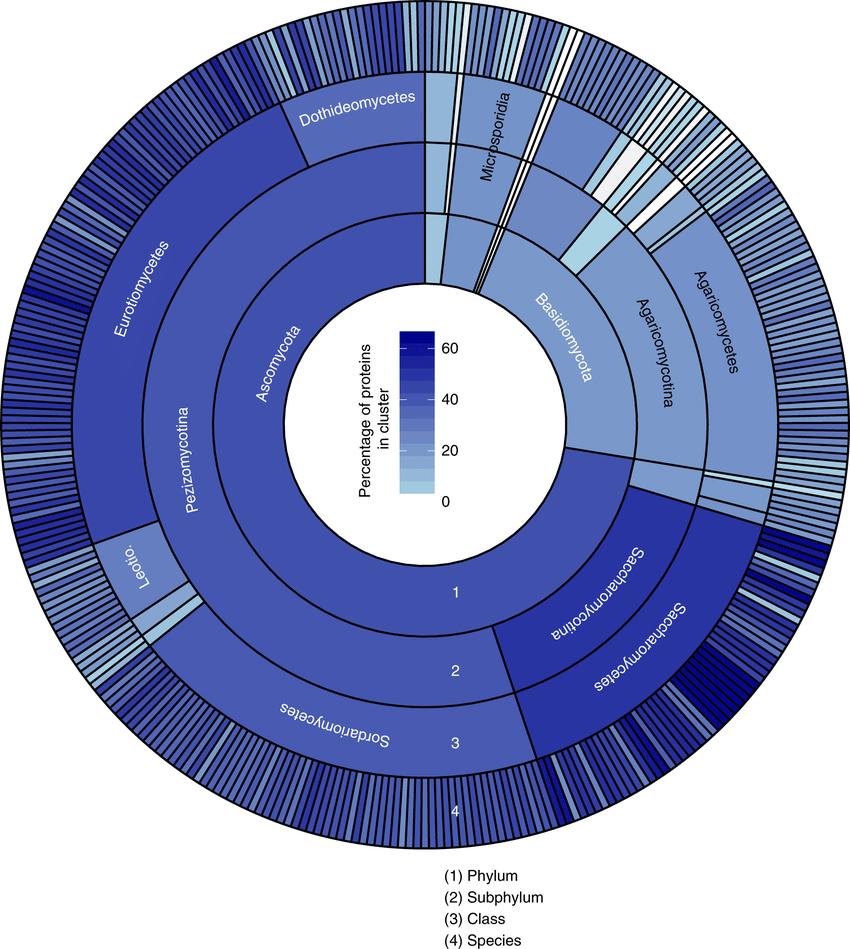 Dothideomycetes
Microsporidia
Eurotiomycetes
Ascomycota
Basidiomycota
Agaricomycotina
Agaricomycetes
Pezizomycotina
Percentage of proteins
in cluster
60
40
20
0
Leotio.
Saccharomycotina
Saccharomycetes
Sordariomycetes
1
2
3
4
(1) Phylum
(2) Subphylum
(3) Class
(4) Species